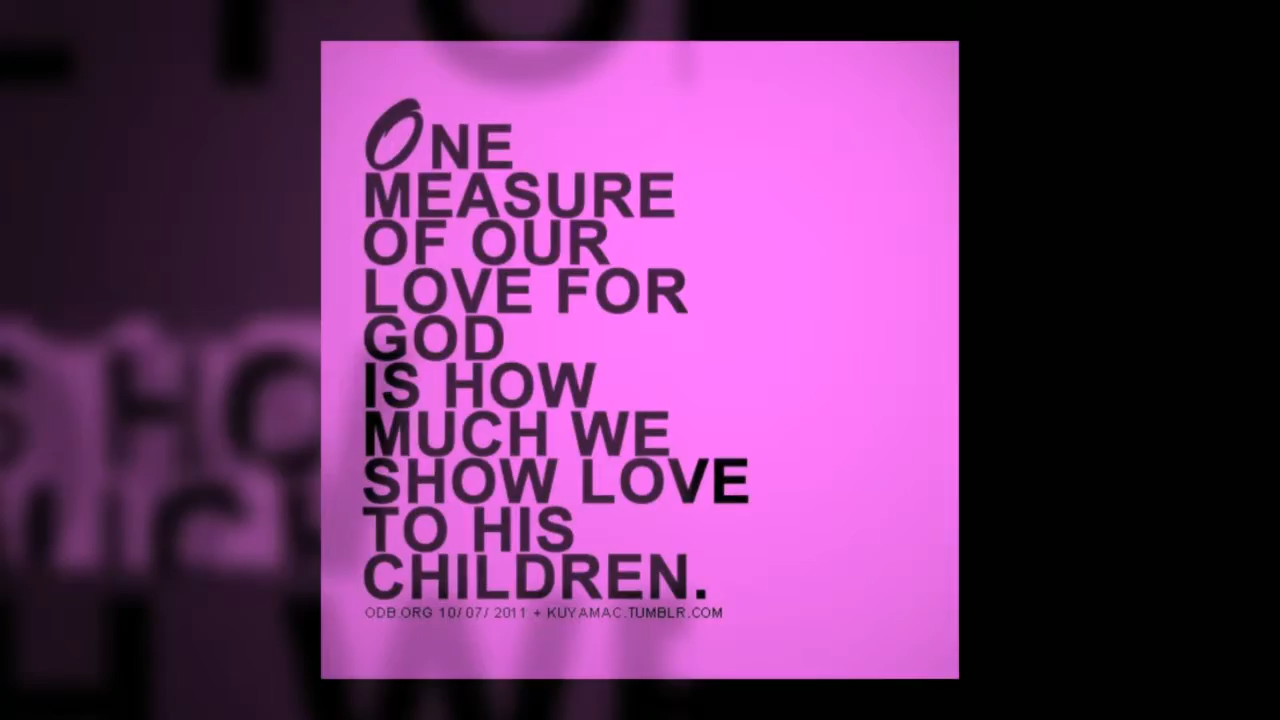 ONE
MEASURE
OF OUR
LOVE FOR
GOD
IS HOW
MUCH WE
SHOW LOVE
TO HIS
CHILDREN.
ODB.ORG 10/07/2011 + KUYAMAC.TUMBLR.COM